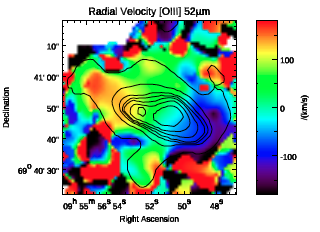 Radial Velocity [OIII] 52µm
10"
41' 00"
50"
40"
69° 40' 30"
Declination
09ʰ 55ᵐ 56ˢ 54ˢ 52ˢ 50ˢ 48ˢ
Right Ascension
100
0
-100
/(km/s)